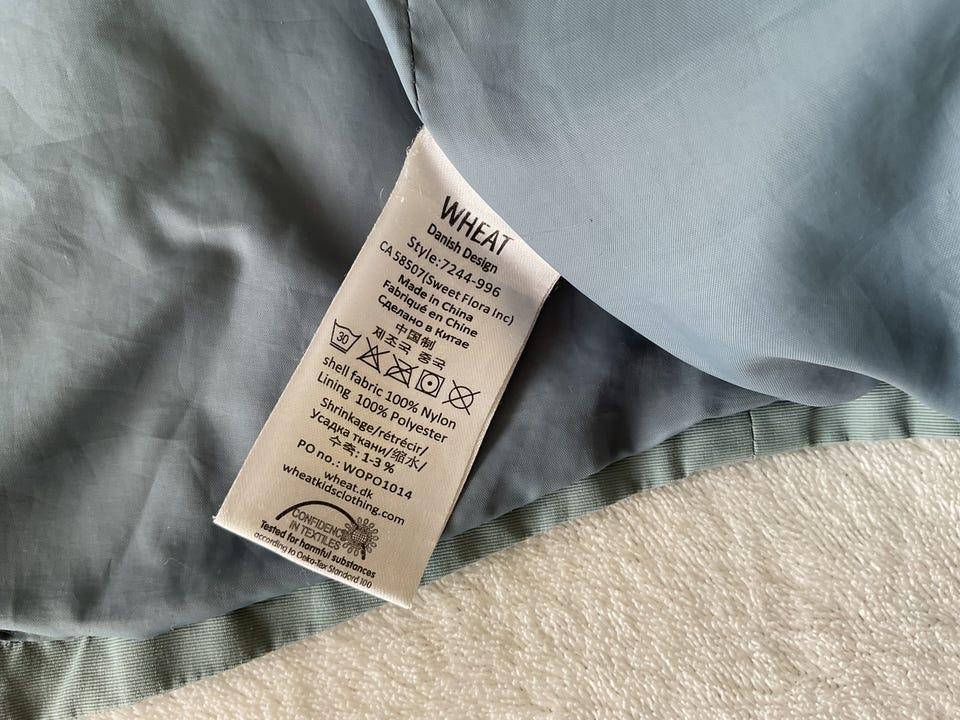 WHEAT
Danish Design
Style:7244-996
CA 58507(Sweet Flora Inc)
Made in China
Fabriqué en Chine
Сделано в Китае
中国制
제조국 중국
30
shell fabric 100% Nylon
Lining 100% Polyester
Shrinkage/rétrécir/
Усадка ткани/缩水/
수축: 1-3 %
PO no.: WOPO1014
wheat.dk
wheatkidsclothing.com
CONFIDENCE
IN TEXTILES
Tested for harmful substances
according to Oeko-Tex Standard 100